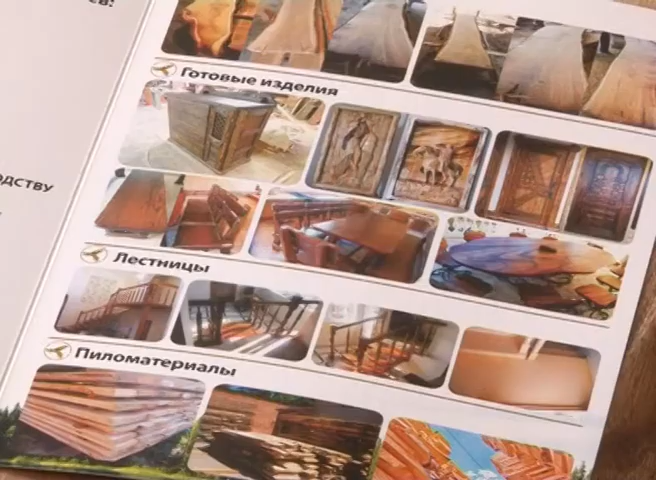 Готовые изделия
Лестницы
Пиломатериалы